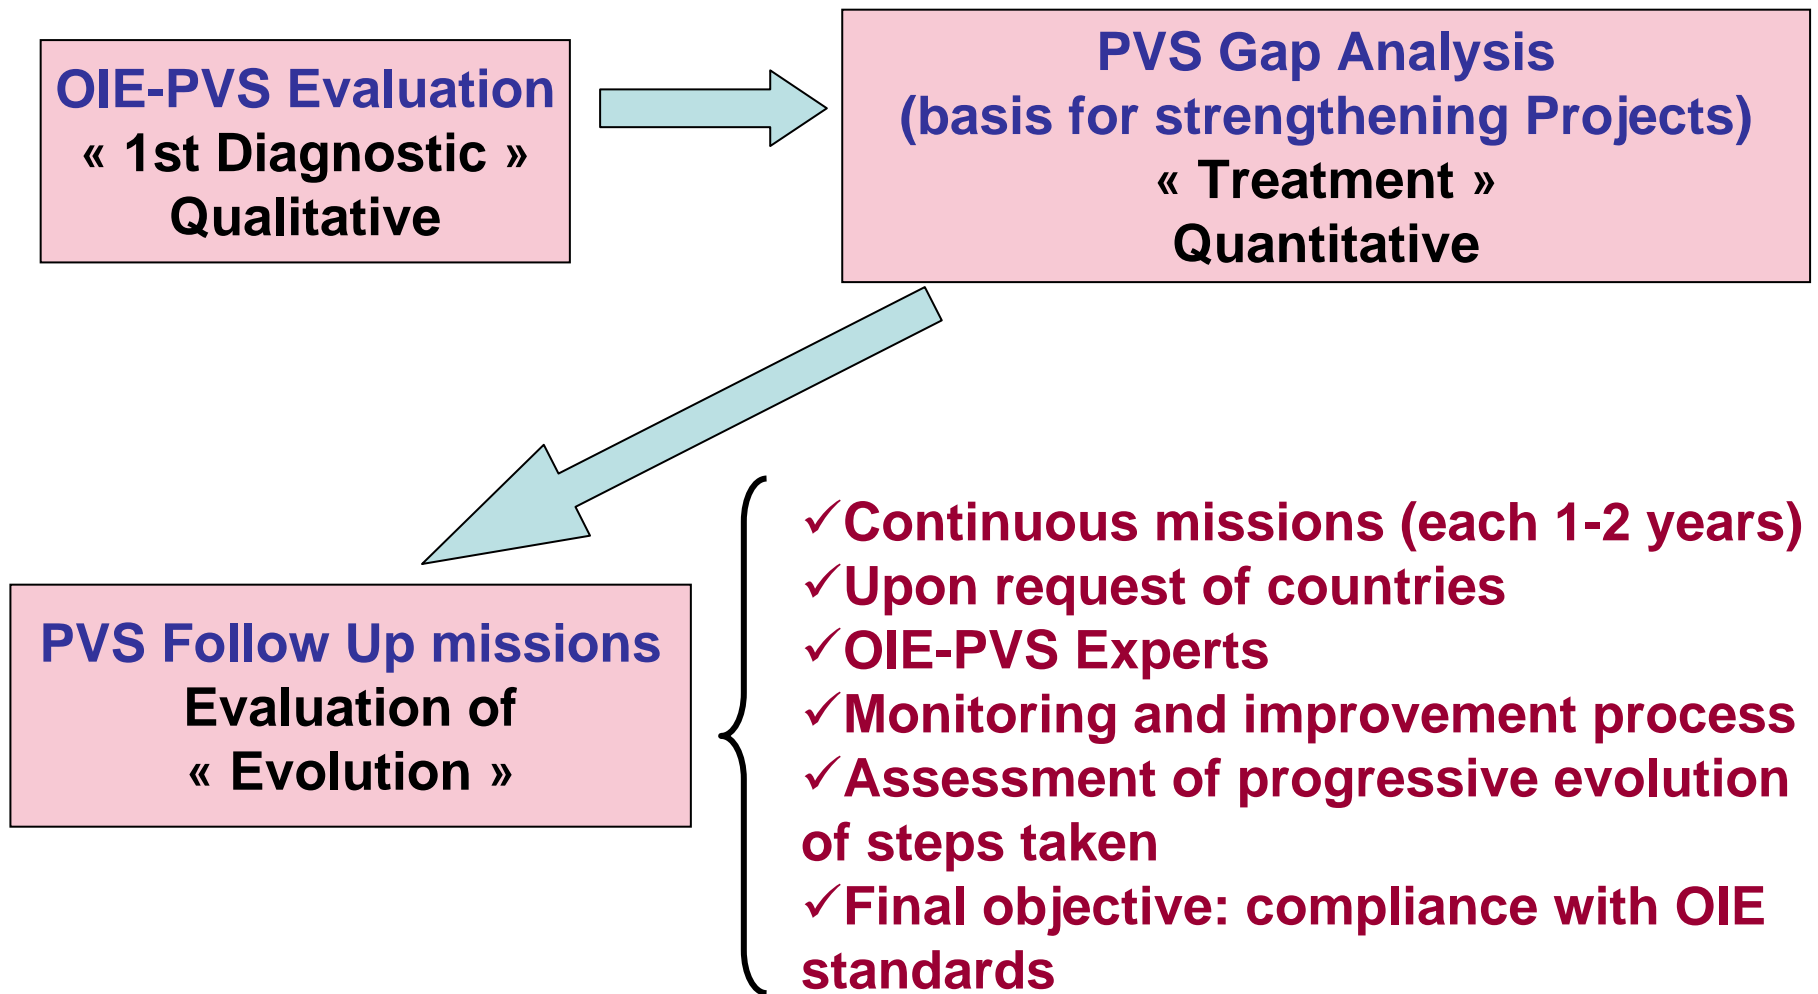 OIE-PVS Evaluation
« 1st Diagnostic »
Qualitative
PVS Gap Analysis
(basis for strengthening Projects)
« Treatment »
Quantitative
PVS Follow Up missions
Evaluation of
« Evolution »
✓Continuous missions (each 1-2 years)
✓Upon request of countries
✓OIE-PVS Experts
✓Monitoring and improvement process
✓Assessment of progressive evolution
of steps taken
✓Final objective: compliance with OIE
standards